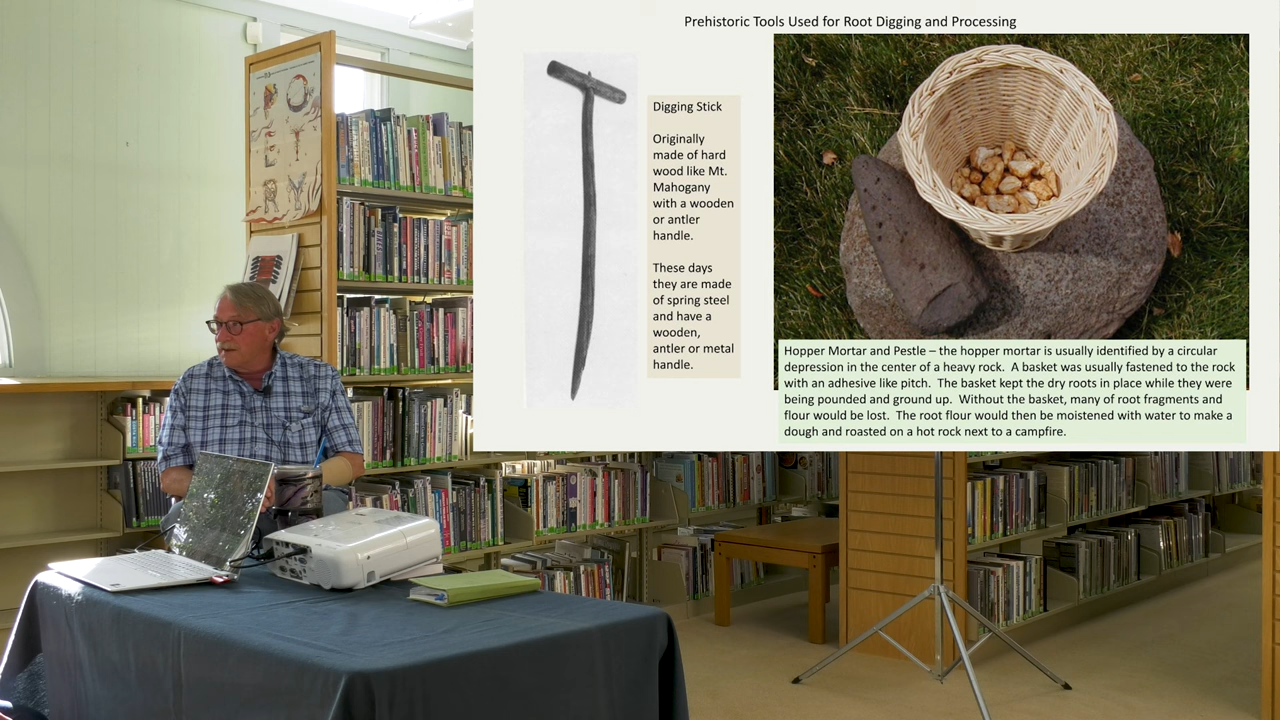 Prehistoric Tools Used for Root Digging and Processing
Digging Stick
Originally
made of hard
wood like Mt.
Mahogany
with a wooden
or antler
handle.
These days
they are made
of spring steel
and have a
wooden,
antler or metal
handle.
Hopper Mortar and Pestle – the hopper mortar is usually identified by a circular
depression in the center of a heavy rock. A basket was usually fastened to the rock
with an adhesive like pitch. The basket kept the dry roots in place while they were
being pounded and ground up. Without the basket, many of root fragments and
flour would be lost. The root flour would then be moistened with water to make a
dough and roasted on a hot rock next to a campfire.